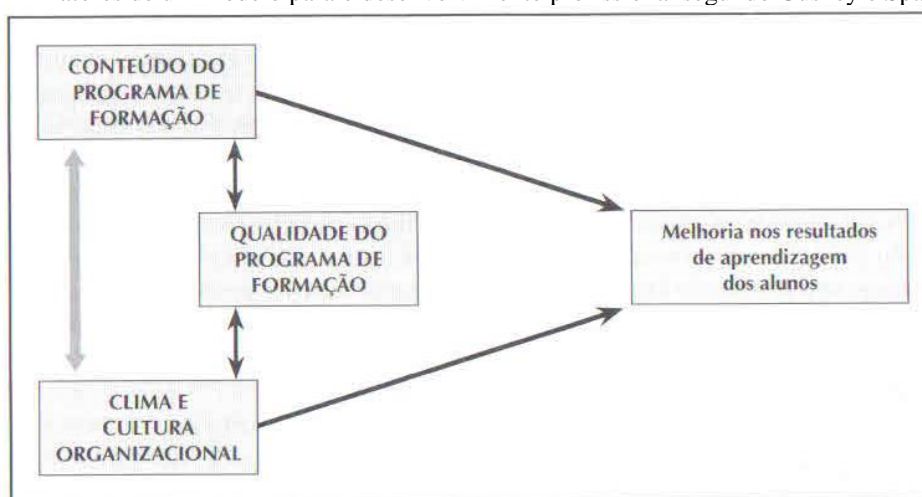 CONTEÚDO DO
PROGRAMA DE
FORMAÇÃO
QUALIDADE DO
PROGRAMA DE
FORMAÇÃO
Melhoria nos resultados
de aprendizagem
dos alunos
CLIMA E
CULTURA
ORGANIZACIONAL